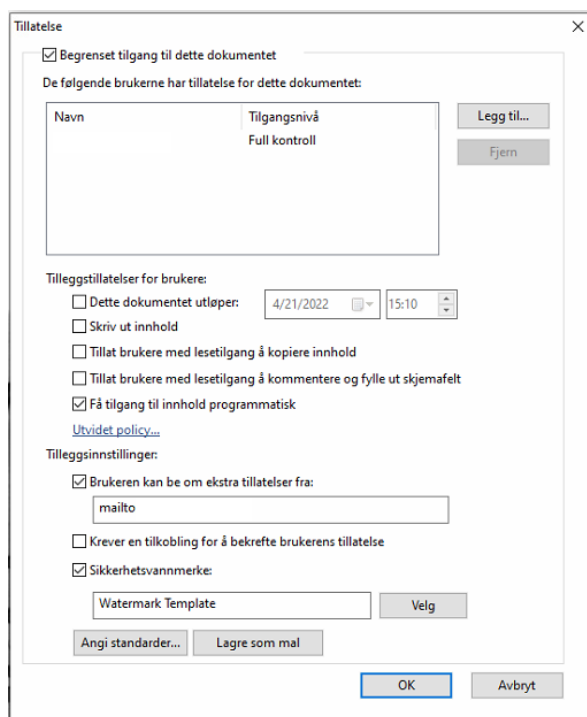 Tillatelse
Begrenset tilgang til dette dokumentet
De følgende brukerne har tillatelse for dette dokumentet:
Navn Tilgangsnivå
Full kontroll
Legg til...
Fjern
Tilleggstillatelser for brukere:
Dette dokumentet utløper: 4/21/2022 15:10
Skriv ut innhold
Tillat brukere med lesetilgang å kopiere innhold
Tillat brukere med lesetilgang å kommentere og fylle ut skjemafelt
Få tilgang til innhold programmatisk
Utvidet policy...
Tilleggsinnstillinger:
Brukeren kan be om ekstra tillatelser fra:
mailto
Krever en tilkobling for å bekrefte brukerens tillatelse
Sikkerhetsvannmerke:
Watermark Template Velg
Angi standarder... Lagre som mal
OK Avbryt